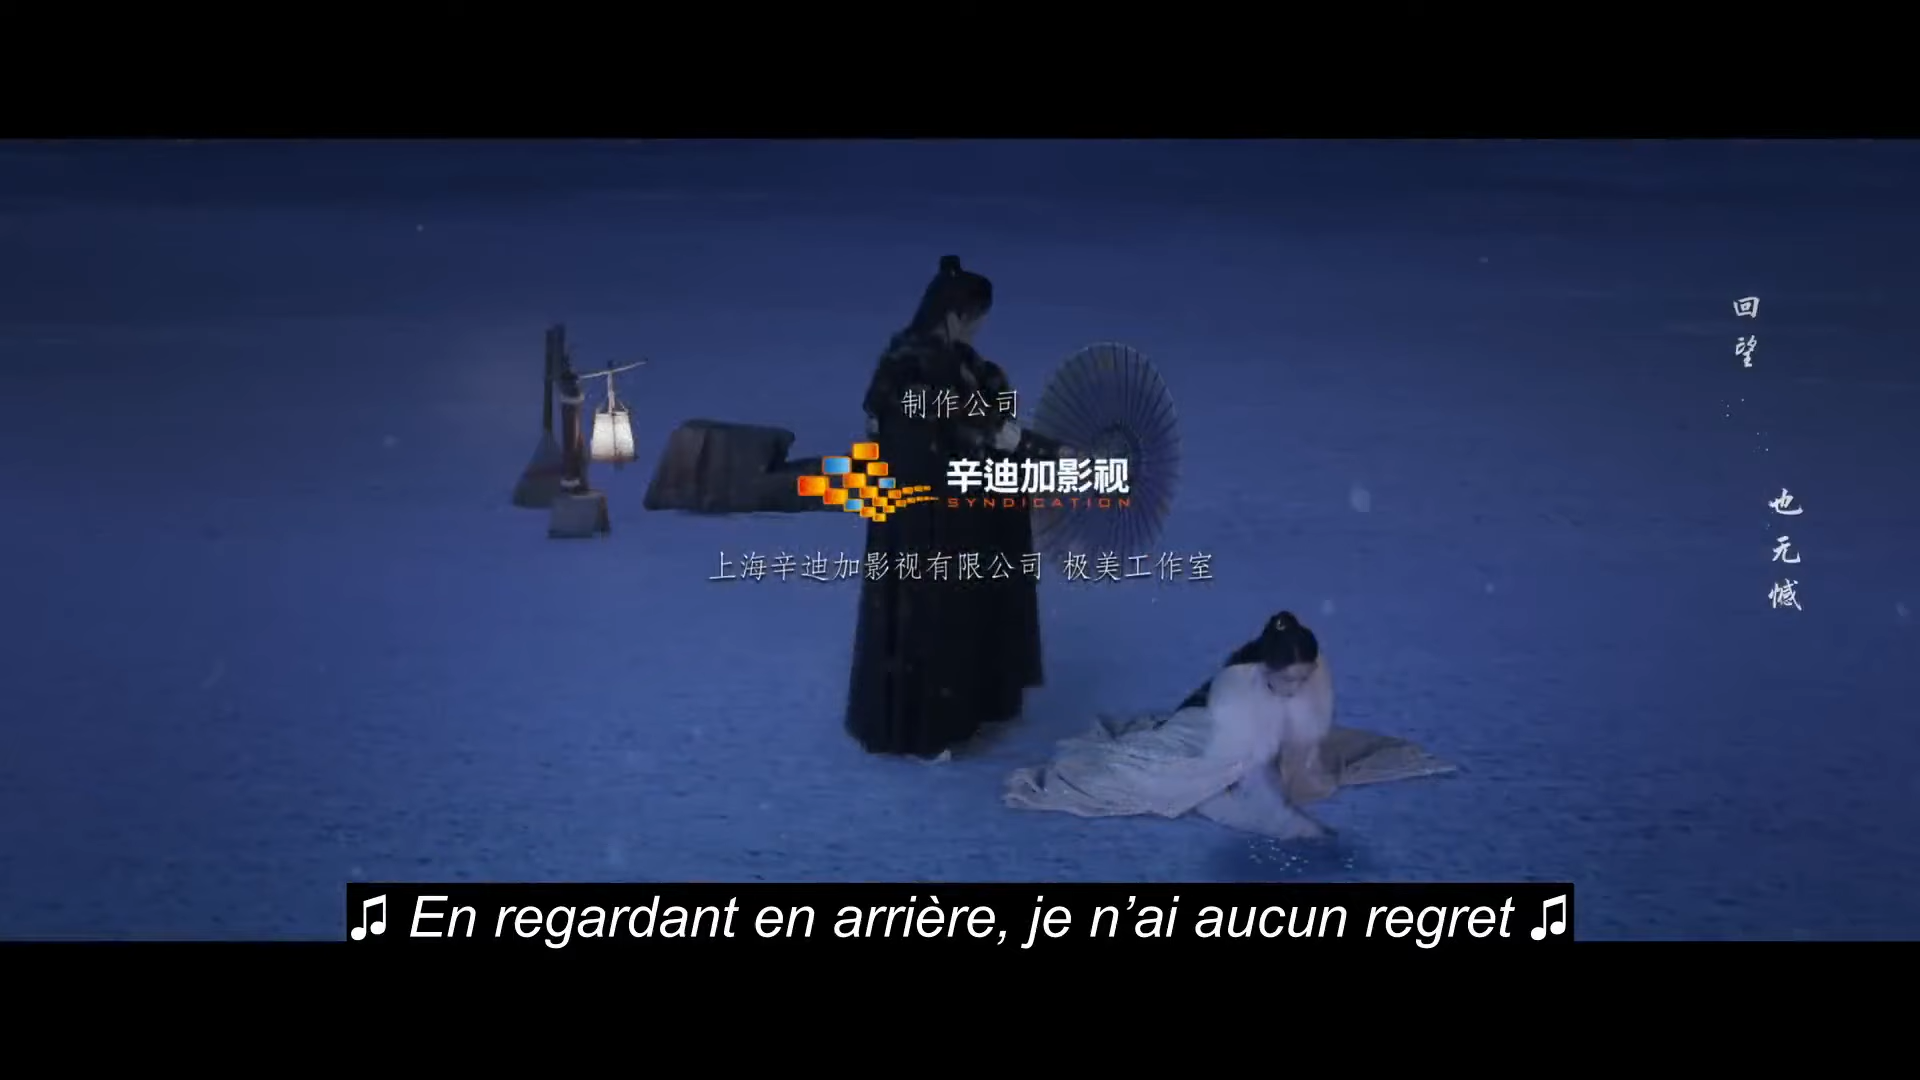 制作公司
辛迪加影视
SYNDICATION
上海辛迪加影视有限公司 极美工作室
回望
也无憾
♫ En regardant en arrière, je n’ai aucun regret ♫